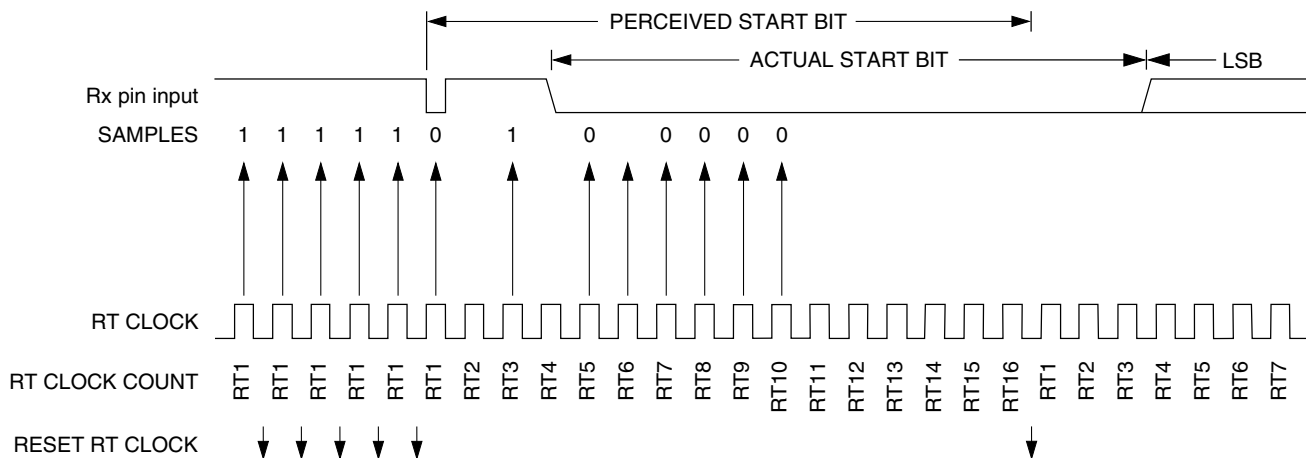 PERCEIVED START BIT
ACTUAL START BIT
LSB
Rx pin input
SAMPLES 1 1 1 1 1 0 1 0 0 0 0 0
RT CLOCK
RT CLOCK COUNT RT1 RT1 RT1 RT1 RT1 RT1 RT2 RT3 RT4 RT5 RT6 RT7 RT8 RT9 RT10 RT11 RT12 RT13 RT14 RT15 RT16 RT1 RT2 RT3 RT4 RT5 RT6 RT7
RESET RT CLOCK